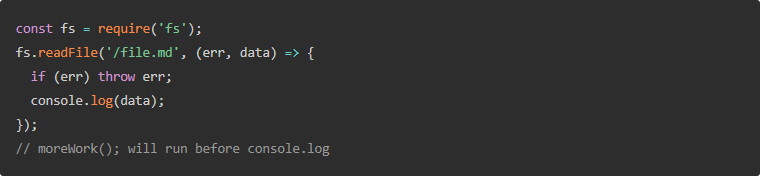 const fs = require('fs');
fs.readFile('/file.md', (err, data) => {
  if (err) throw err;
  console.log(data);
});
// moreWork(); will run before console.log